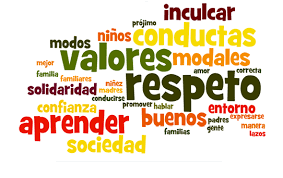 inculcar
prójimo
niños conductas
modos
valores modales
mejor
amor correcta
familia familiares
respeto
solidaridad niñez
madres
conducirse
confianza promover hablar entorno
aprender buenos padres expresarse
gente manera
familias lazos
sociedad